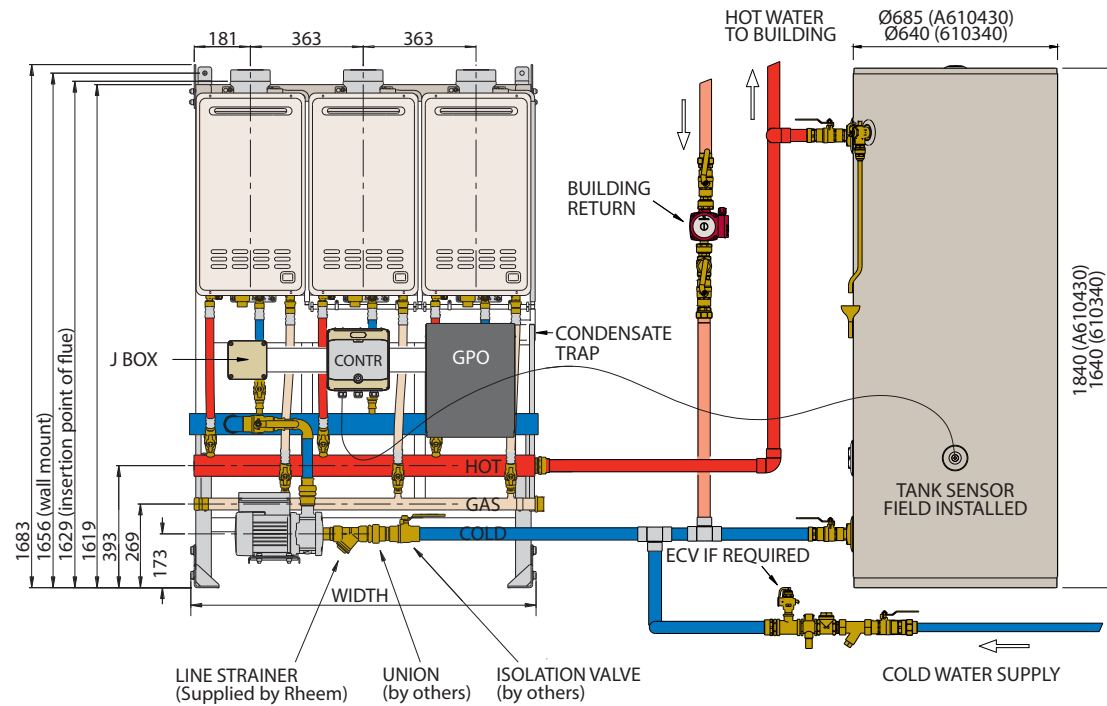 HOT WATER
TO BUILDING
Ø685 (A610430)
Ø640 (610340)
181
363
363
BUILDING
RETURN
1840 (A610430)
1640 (610340)
J BOX
CONTR
GPO
CONDENSATE
TRAP
HOT
GAS
COLD
TANK SENSOR
FIELD INSTALLED
1683
1656 (wall mount)
1629 (insertion point of flue)
1619
393
269
173
ECV IF REQUIRED
WIDTH
LINE STRAINER
(Supplied by Rheem)
UNION
(by others)
ISOLATION VALVE
(by others)
COLD WATER SUPPLY